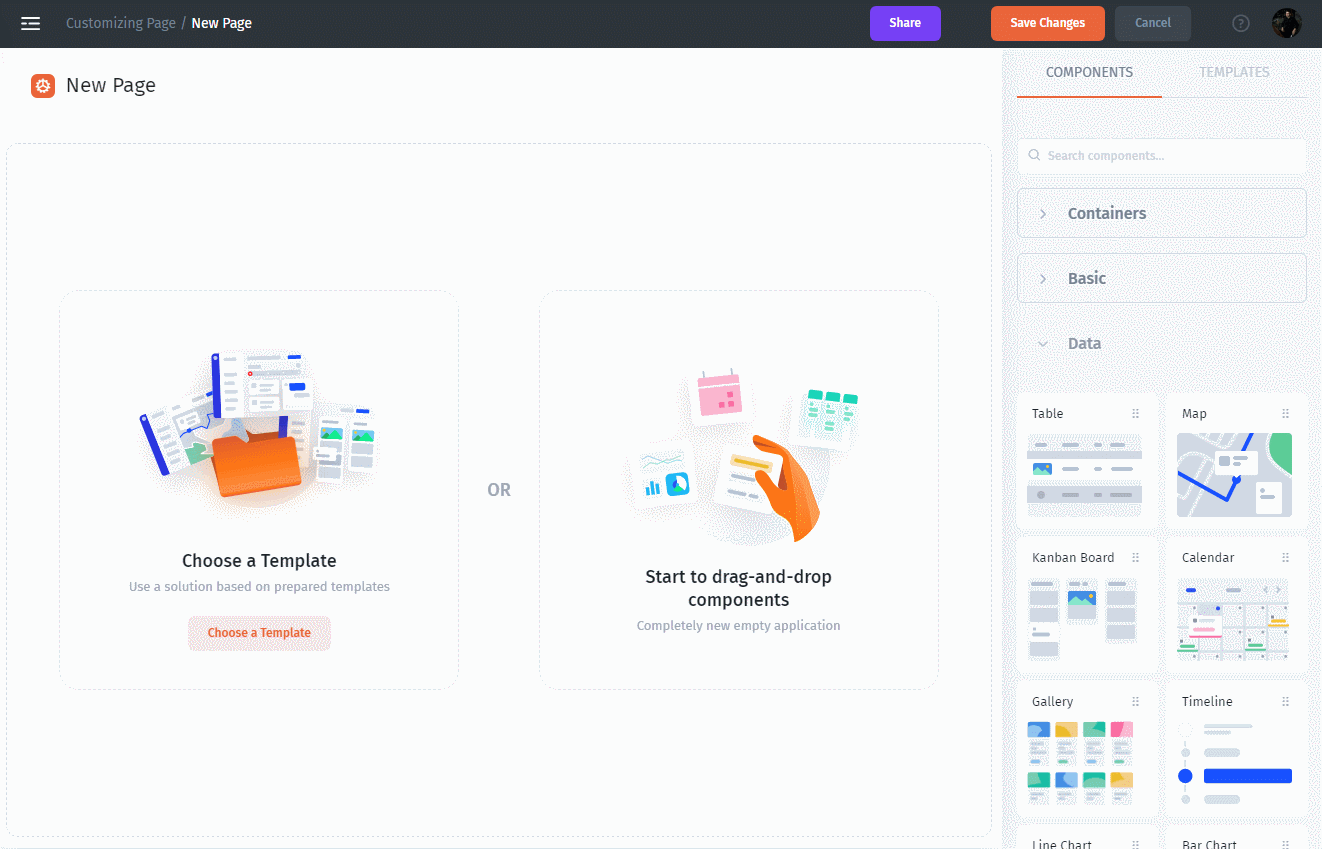 Customizing Page / New Page
Share
Save Changes
Cancel
?
New Page
COMPONENTS
TEMPLATES
Search components...
Containers
Basic
Data
Table
Map
Kanban Board
Calendar
Gallery
Timeline
Line Chart
Bar Chart
Choose a Template
Use a solution based on prepared templates
Choose a Template
OR
Start to drag-and-drop
components
Completely new empty application